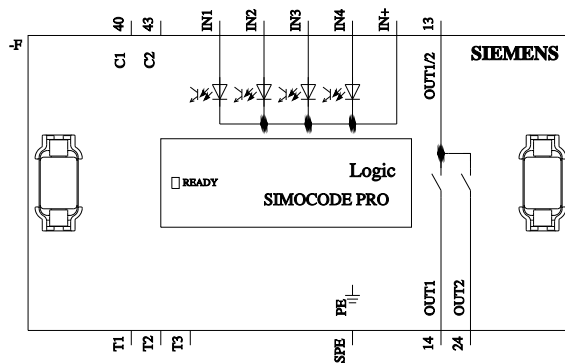 40
43
IN1
IN2
IN3
IN4
IN+
13
-F
C1
C2
OUT1/2
SIEMENS
Logic
READY
SIMOCODE PRO
PE
OUT1
OUT2
T1
T2
T3
SPE
14
24